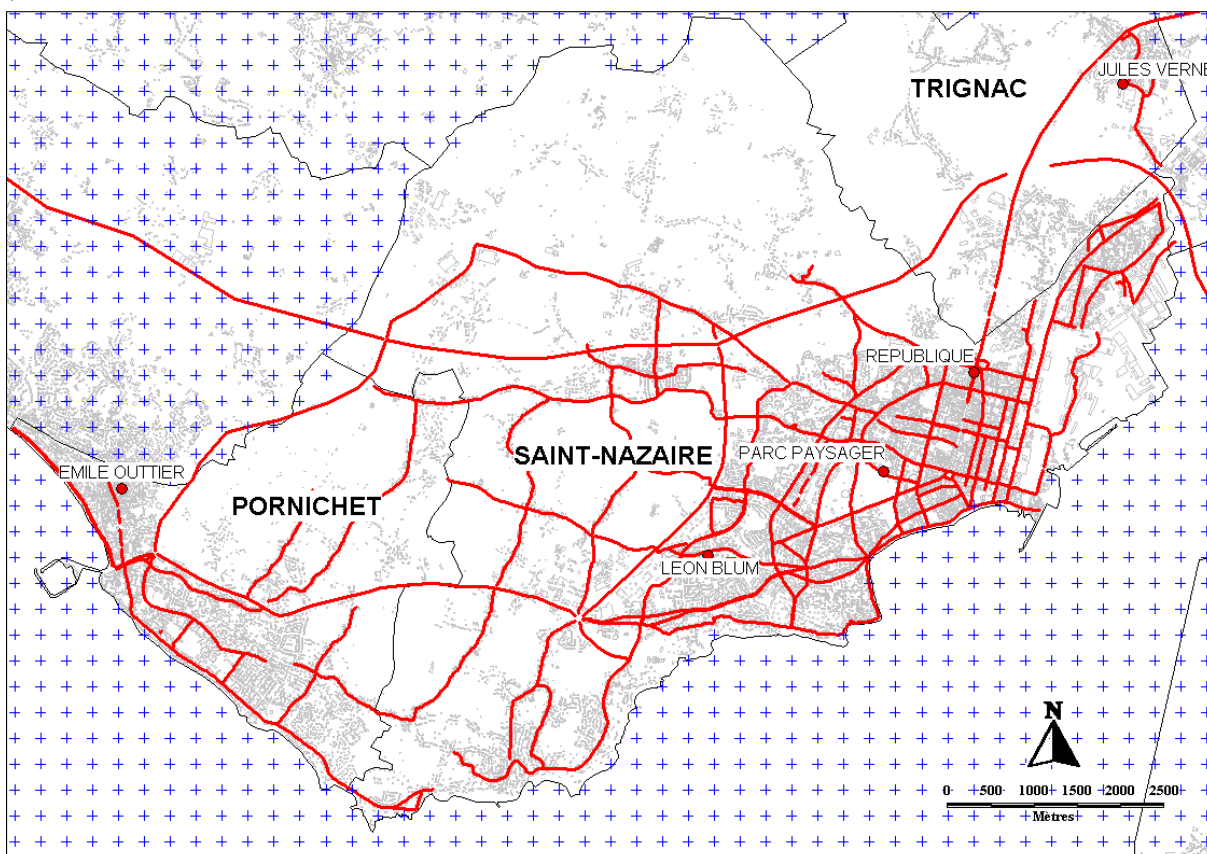 JULES VERNE
TRIGNAC
REPUBLIQUE
PARC PAYSAGER
SAINT-NAZAIRE
EMILE OUTTIER
PORNICHET
LEON BLUM
N
0 500 1000 1500 2000 2500
Mètres